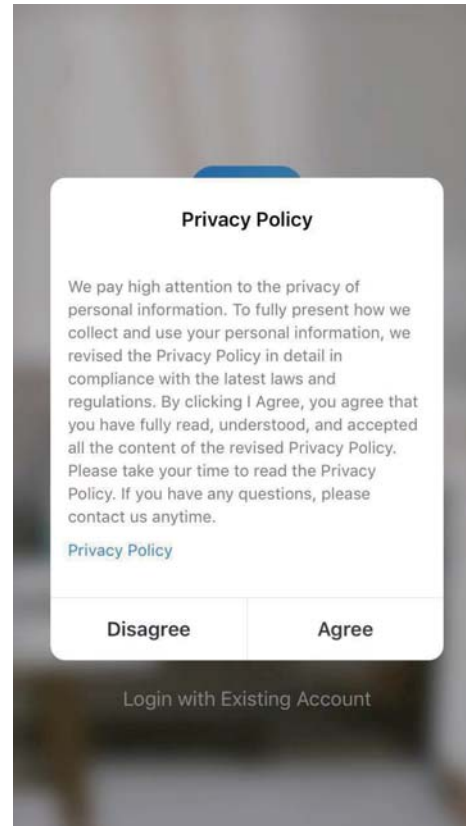 Privacy Policy
We pay high attention to the privacy of
personal information. To fully present how we
collect and use your personal information, we
revised the Privacy Policy in detail in
compliance with the latest laws and
regulations. By clicking I Agree, you agree that
you have fully read, understood, and accepted
all the content of the revised Privacy Policy.
Please take your time to read the Privacy
Policy. If you have any questions, please
contact us anytime.
Privacy Policy
Disagree
Agree
Login with Existing Account